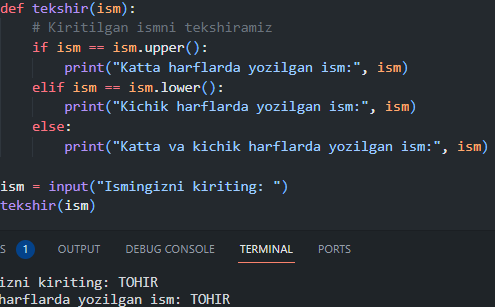 def tekshir(ism):
    # Kiritilgan ismni tekshiramiz
    if ism == ism.upper():
        print("Katta harflarda yozilgan ism:", ism)
    elif ism == ism.lower():
        print("Kichik harflarda yozilgan ism:", ism)
    else:
        print("Katta va kichik harflarda yozilgan ism:", ism)
ism = input("Ismingizni kiriting: ")
tekshir(ism)
S 1 OUTPUT DEBUG CONSOLE TERMINAL PORTS
izni kiriting: TOHIR
harflarda yozilgan ism: TOHIR